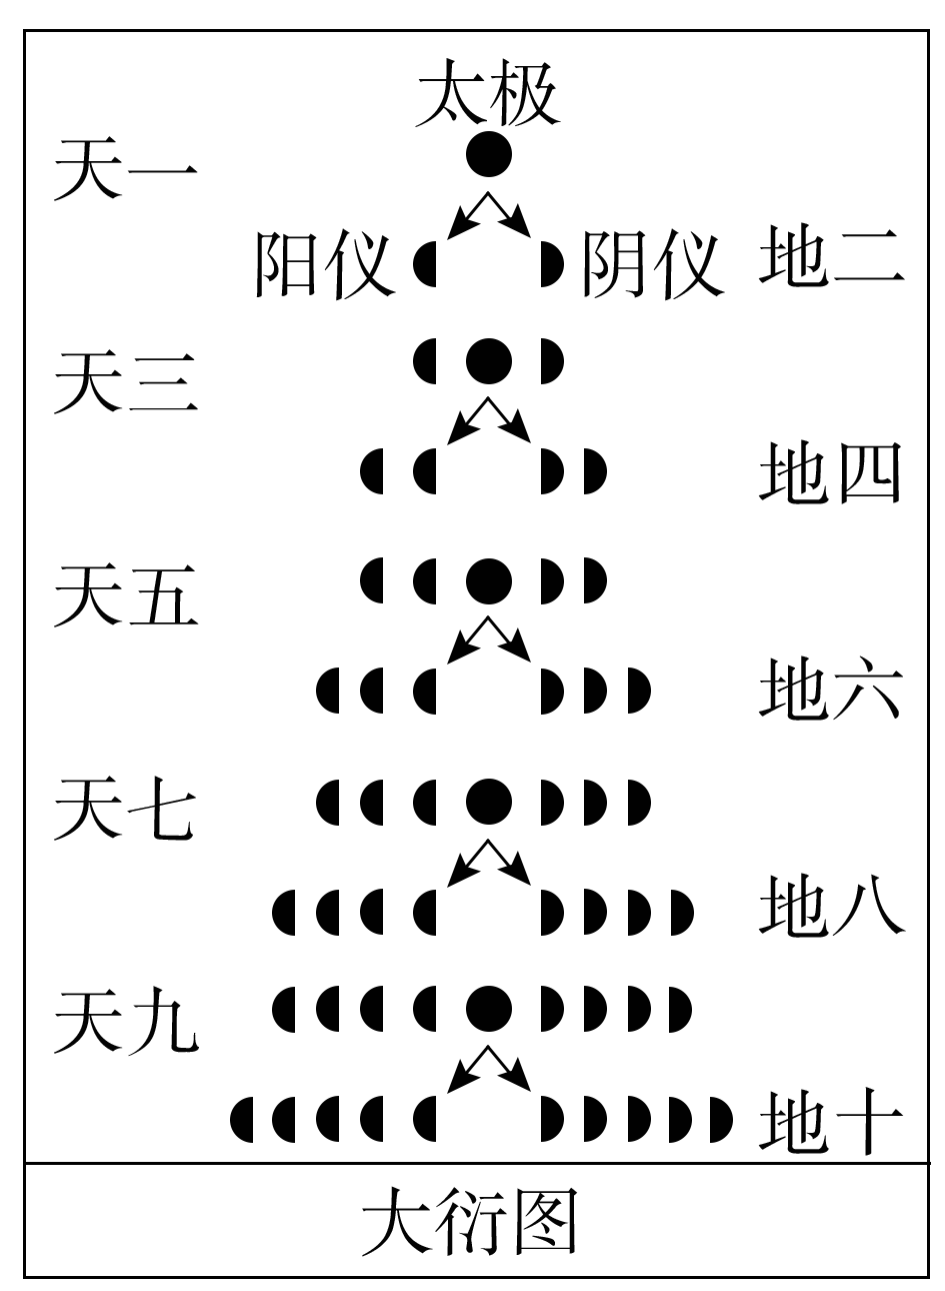 太极
天一
阳仪 阴仪 地二
天三
地四
天五
地六
天七
地八
天九
地十
大衍图